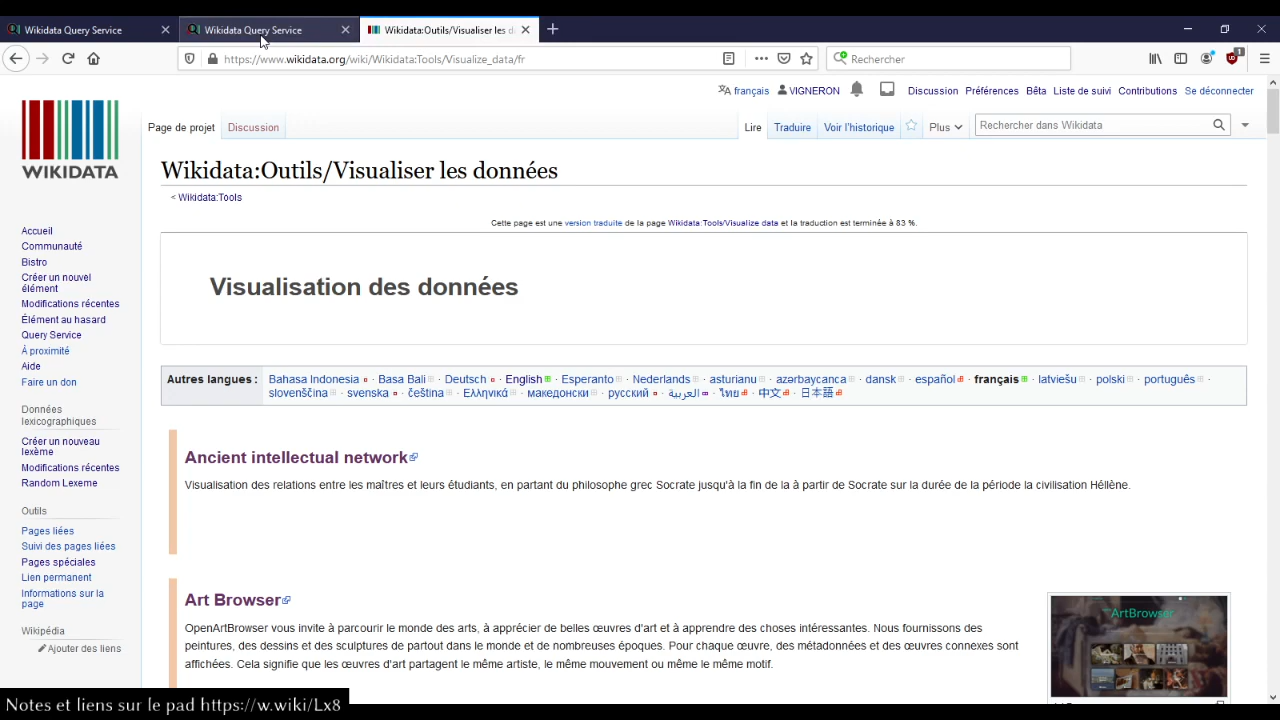 Wikidata Query Service
Wikidata Query Service
Wikidata:Outils/Visualiser les d
https://www.wikidata.org/wiki/Wikidata:Tools/Visualize_data/fr
Rechercher
1
français VIGNERON Discussion Préférences Bêta Liste de suivi Contributions Se déconnecter
Page de projet Discussion Lire Traduire Voir l'historique Plus Rechercher dans Wikidata
WIKIDATA
Wikidata:Outils/Visualiser les données
< Wikidata:Tools
Cette page est une version traduite de la page Wikidata:Tools/Visualize data et la traduction est terminée à 83 %.
Visualisation des données
Autres langues : Bahasa Indonesia · Basa Bali · Deutsch · English · Esperanto · Nederlands · asturianu · azərbaycanca · dansk · español · français · latviešu · polski · português ·
slovenščina · svenska · čeština · Ελληνικά · македонски · русский · العربية · ไทย · 中文 · 日本語
Ancient intellectual network
Visualisation des relations entre les maîtres et leurs étudiants, en partant du philosophe grec Socrate jusqu'à la fin de la à partir de Socrate sur la durée de la période la civilisation Héllène.
Art Browser
OpenArtBrowser vous invite à parcourir le monde des arts, à apprécier de belles œuvres d'art et à apprendre des choses intéressantes. Nous fournissons des
peintures, des dessins et des sculptures de partout dans le monde et de nombreuses époques. Pour chaque œuvre, des métadonnées et des œuvres connexes sont
affichées. Cela signifie que les œuvres d'art partagent le même artiste, le même mouvement ou même le même motif.
ArtBrowser
Accueil
Communauté
Bistro
Créer un nouvel
élément
Modifications récentes
Élément au hasard
Query Service
À proximité
Aide
Faire un don
Données
lexicographiques
Créer un nouveau
lexème
Modifications récentes
Random Lexeme
Outils
Pages liées
Suivi des pages liées
Pages spéciales
Lien permanent
Informations sur la
page
Wikipédia
Ajouter des liens
Notes et liens sur le pad https://w.wiki/Lx8